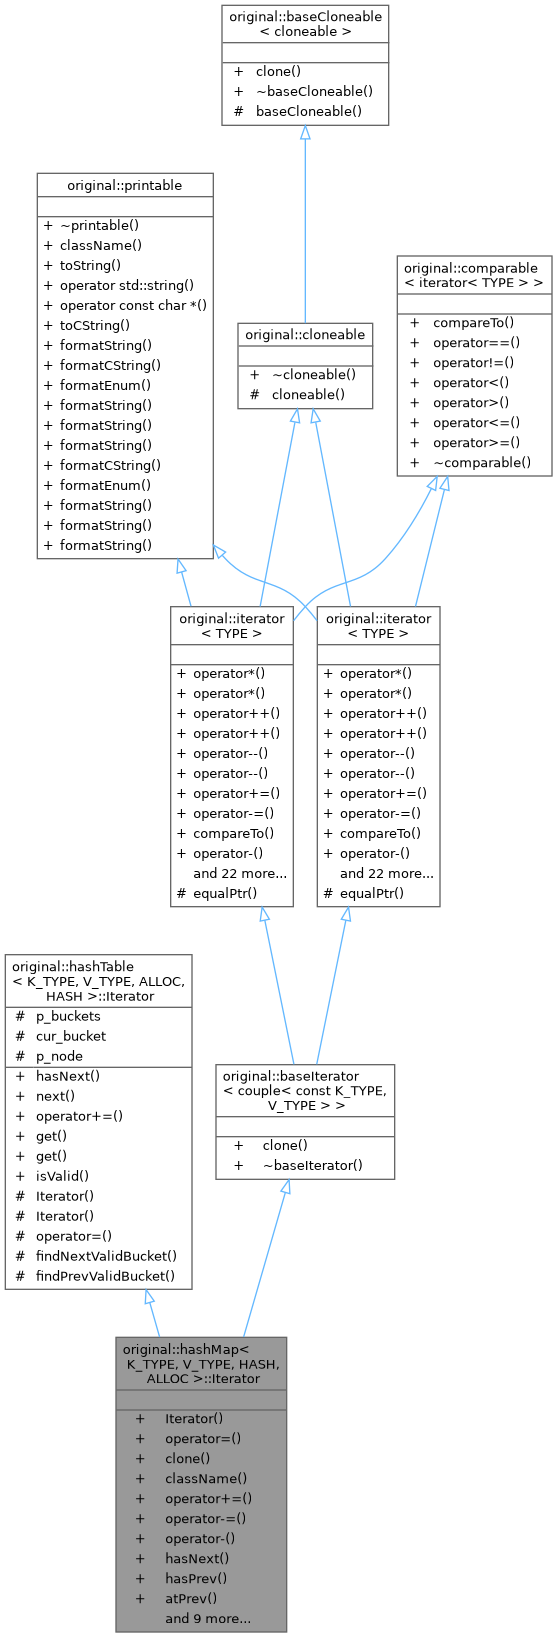 original::baseCloneable
< cloneable >
+ clone()
+ ~baseCloneable()
# baseCloneable()
original::printable
+ ~printable()
+ className()
+ toString()
+ operator std::string()
+ operator const char *()
+ toCString()
+ formatString()
+ formatCString()
+ formatEnum()
+ formatString()
+ formatString()
+ formatString()
+ formatCString()
+ formatEnum()
+ formatString()
+ formatString()
+ formatString()
original::comparable
< iterator< TYPE > >
+ compareTo()
+ operator==()
+ operator!=()
+ operator<()
+ operator>()
+ operator<=()
+ operator>=()
+ ~comparable()
original::cloneable
+ ~cloneable()
# cloneable()
original::iterator
< TYPE >
+ operator*()
+ operator*()
+ operator++()
+ operator++()
+ operator--()
+ operator--()
+ operator+=()
+ operator-=()
+ compareTo()
+ operator-()
and 22 more...
# equalPtr()
original::iterator
< TYPE >
+ operator*()
+ operator*()
+ operator++()
+ operator++()
+ operator--()
+ operator--()
+ operator+=()
+ operator-=()
+ compareTo()
+ operator-()
and 22 more...
# equalPtr()
original::hashTable
< K_TYPE, V_TYPE, ALLOC,
HASH >::Iterator
# p_buckets
# cur_bucket
# p_node
+ hasNext()
+ next()
+ operator+=()
+ get()
+ get()
+ isValid()
# Iterator()
# Iterator()
# operator=()
# findNextValidBucket()
# findPrevValidBucket()
original::baseIterator
< couple< const K_TYPE,
V_TYPE > >
+ clone()
+ ~baseIterator()
original::hashMap<
K_TYPE, V_TYPE, HASH,
ALLOC >::Iterator
+ Iterator()
+ operator=()
+ clone()
+ className()
+ operator+=()
+ operator-=()
+ operator-()
+ hasNext()
+ hasPrev()
+ atPrev()
and 9 more...